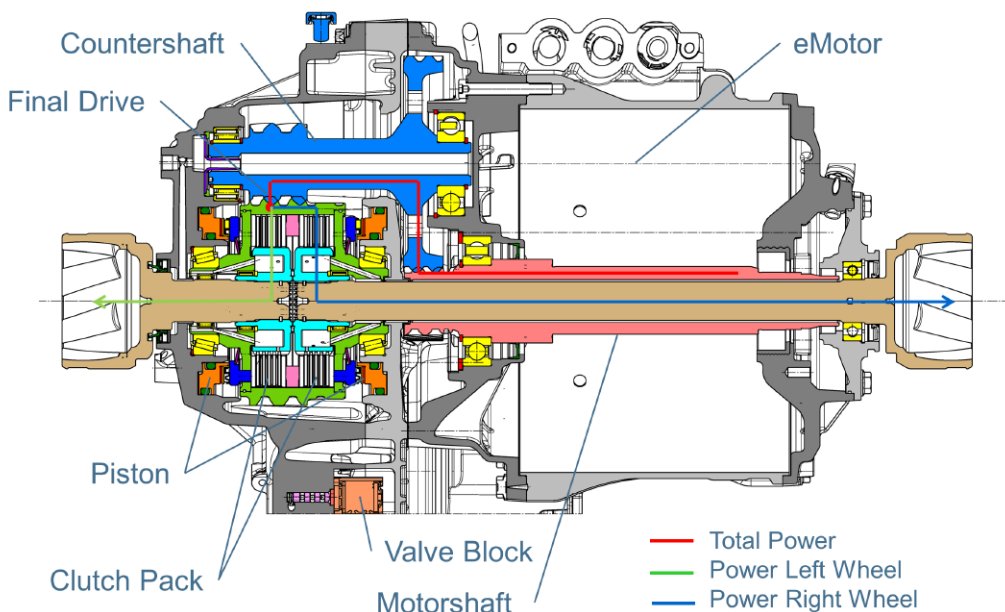 Countershaft
eMotor
Final Drive
Piston
Valve Block
Clutch Pack
Motorshaft
Total Power
Power Left Wheel
Power Right Wheel